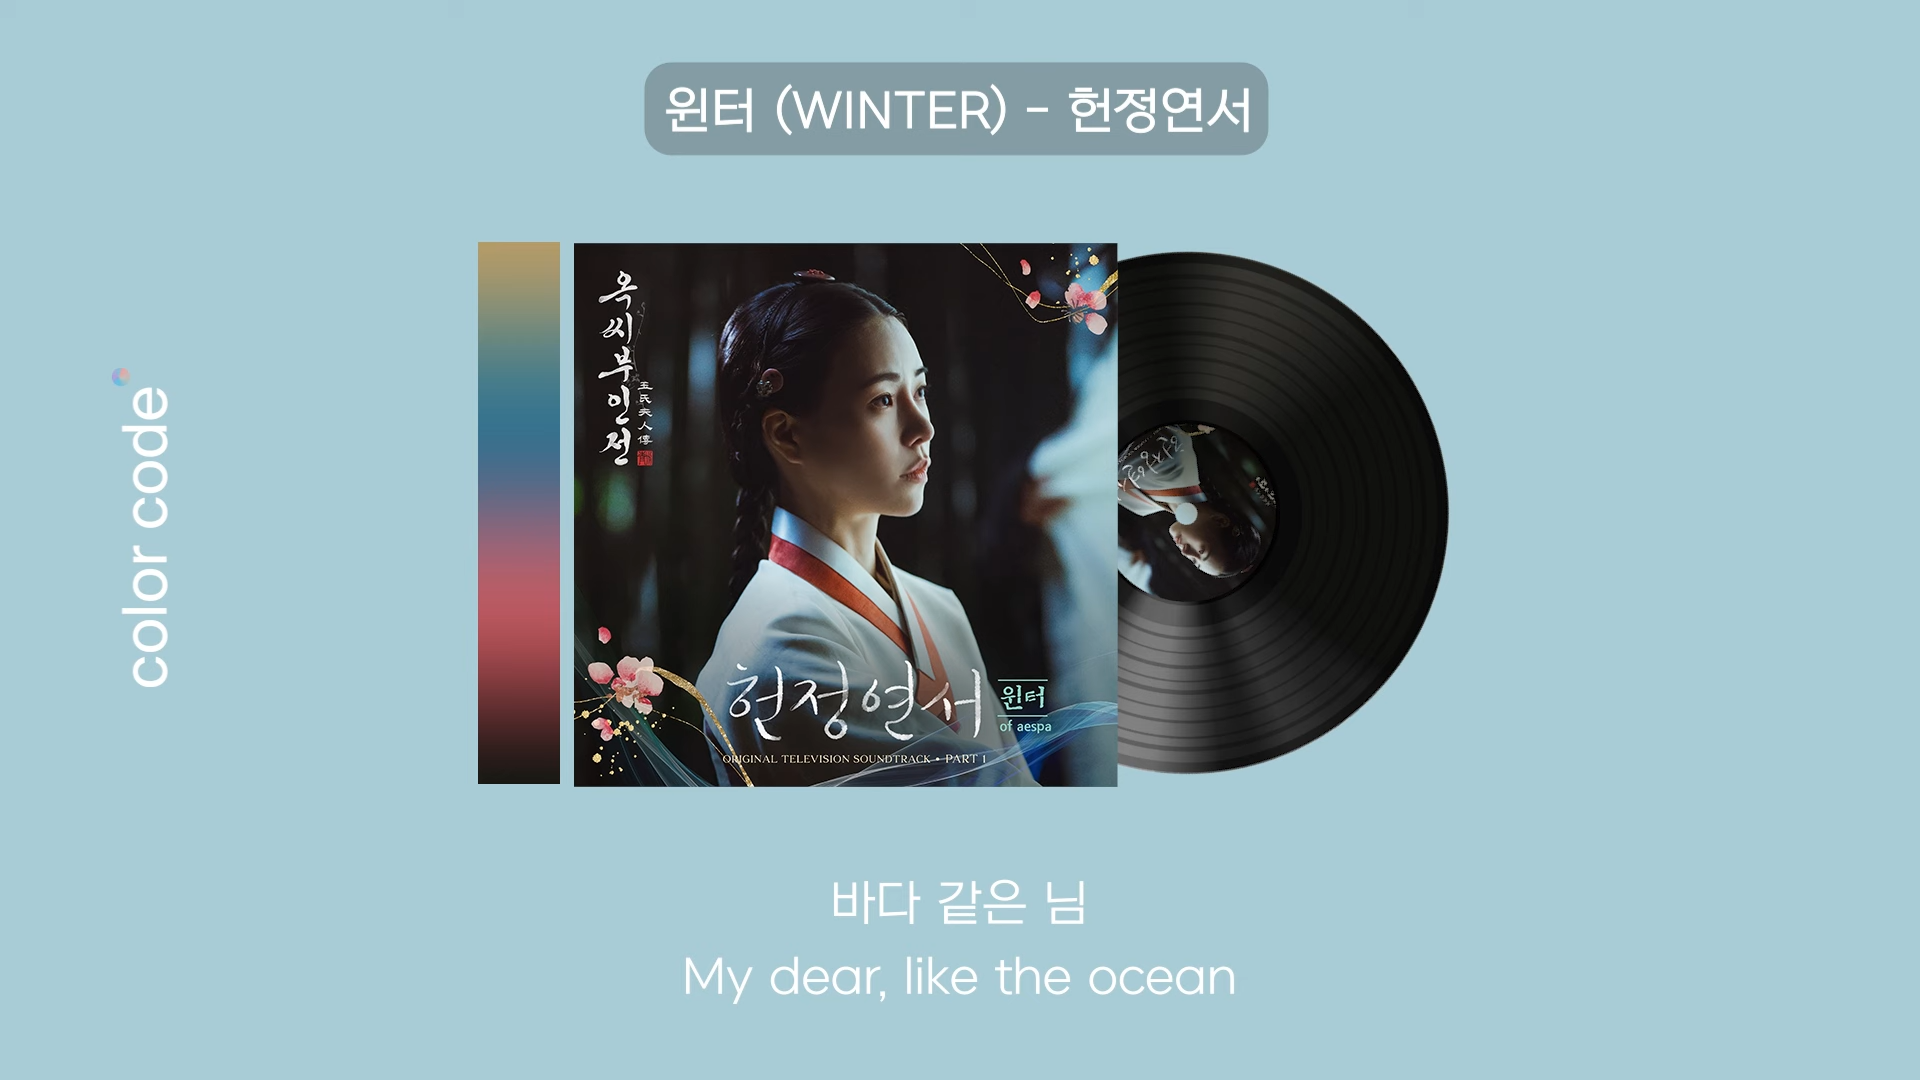 윈터 (WINTER) - 헌정연서
color code
옥씨부인전
玉氏夫人傳
헌정연서
윈터
of aespa
ORIGINAL TELEVISION SOUNDTRACK • PART 1
바다 같은 님
My dear, like the ocean